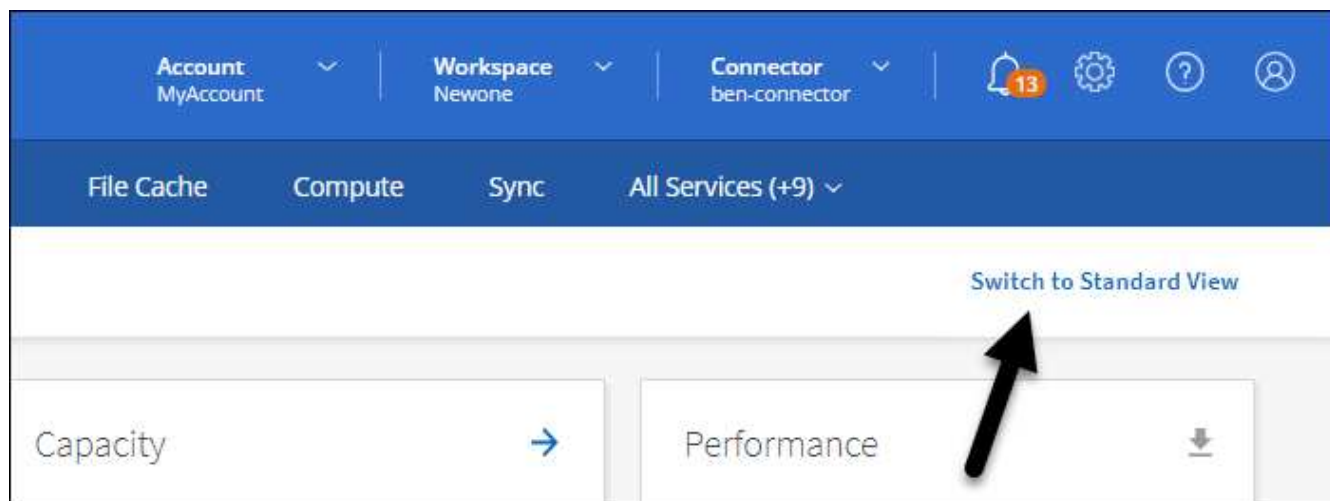 Account
MyAccount
Workspace
Newone
Connector
ben-connector
13
File Cache Compute Sync All Services (+9)
Switch to Standard View
Capacity
Performance